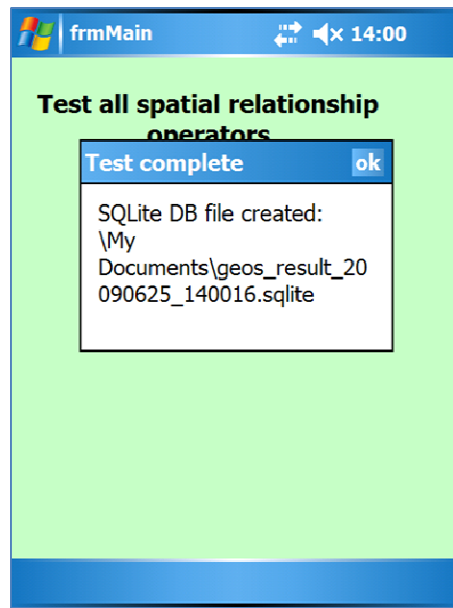 frmMain 14:00
Test all spatial relationship
operators
Test complete ok
SQLite DB file created:
\My
Documents\geos_result_20
090625_140016.sqlite